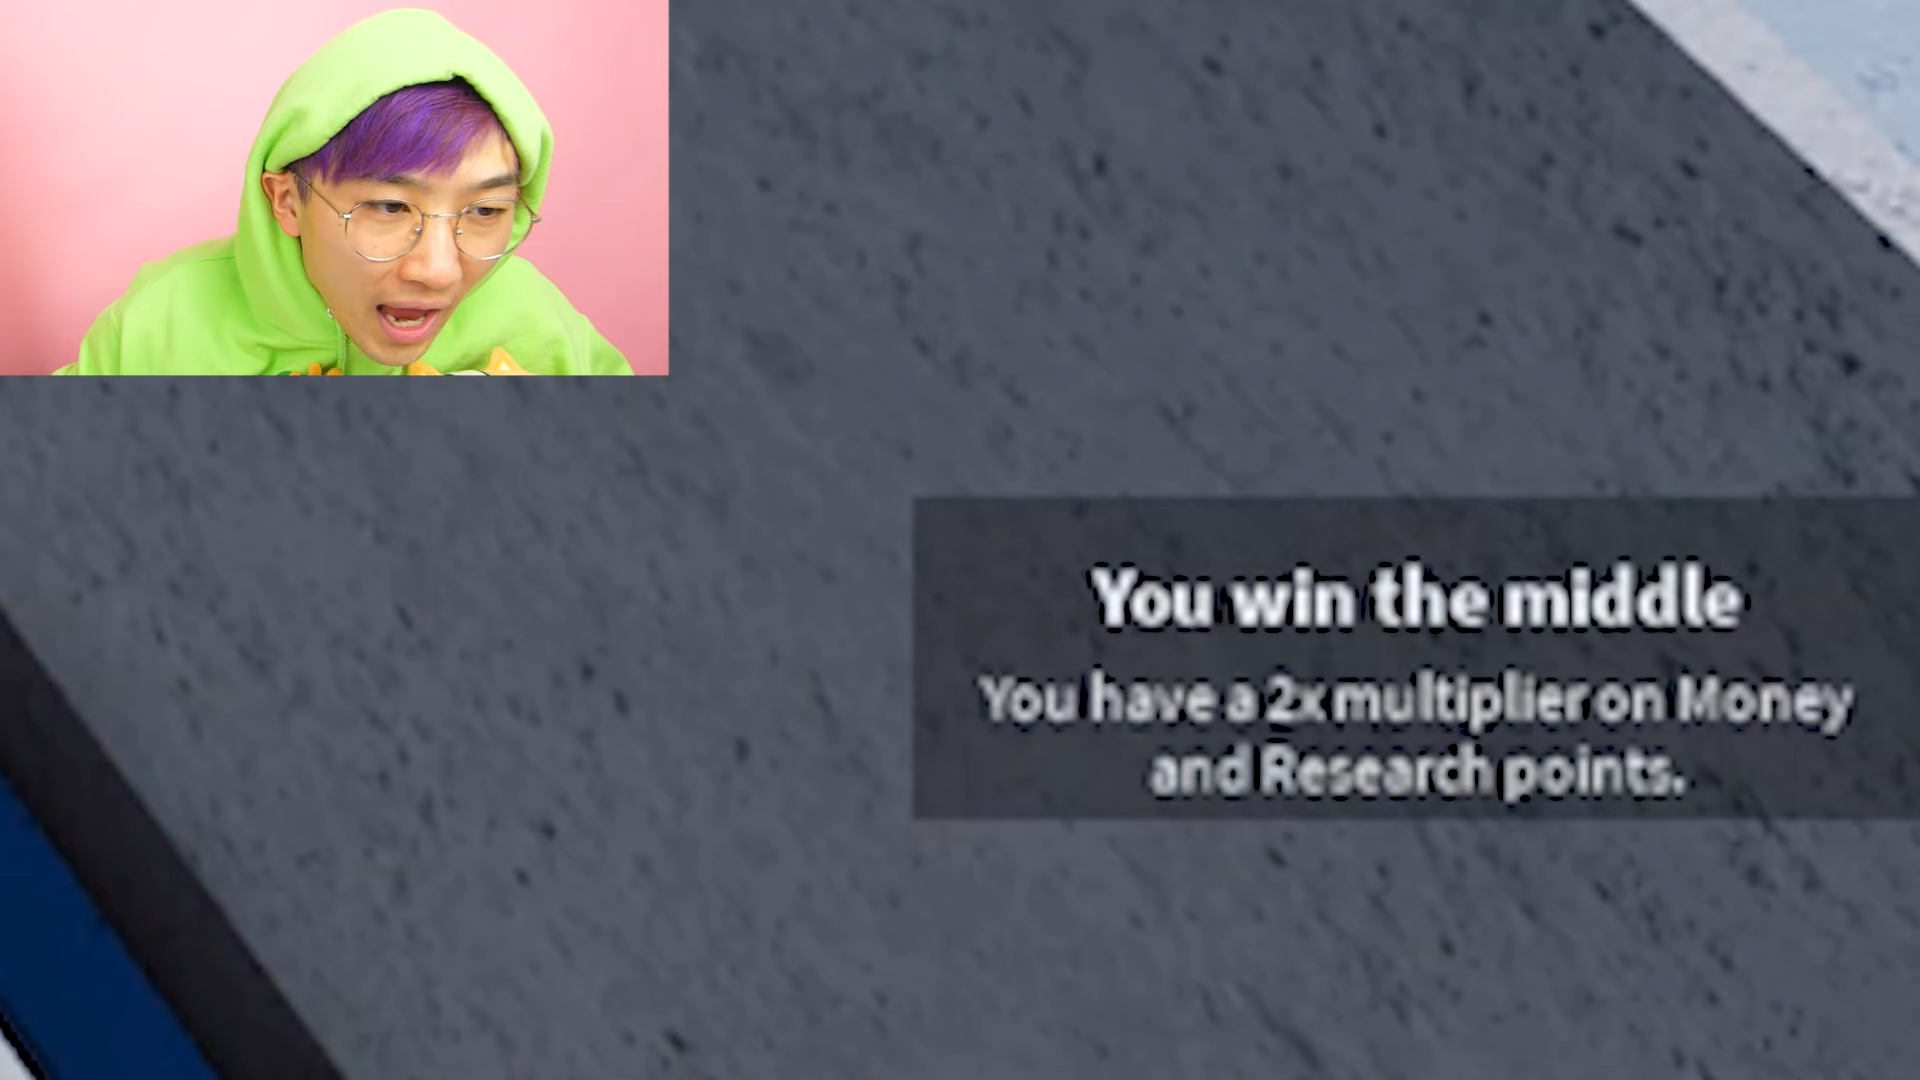 You win the middle
You have a 2x multiplier on Money
and Research points.